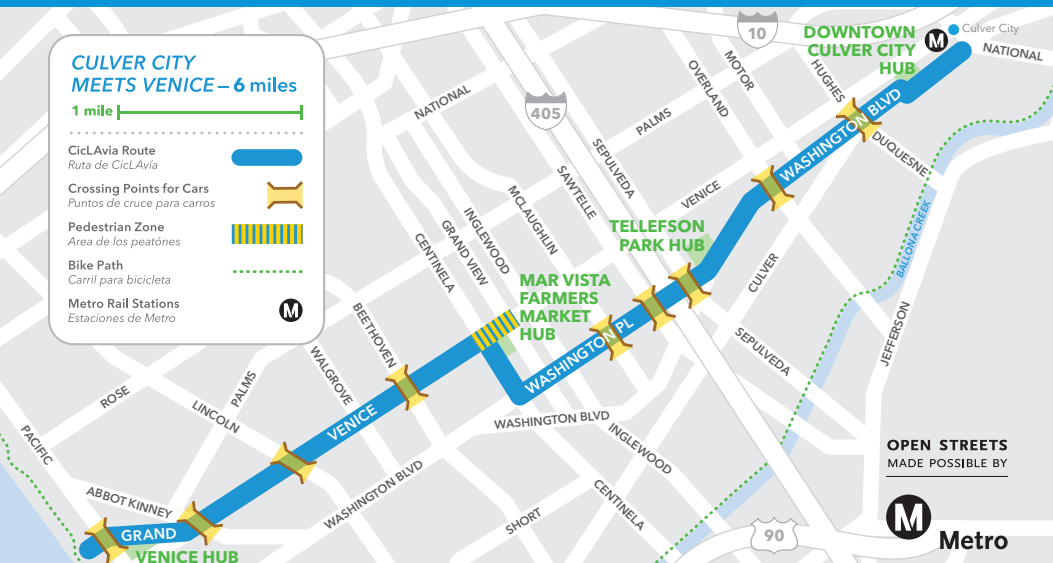 CULVER CITY
MEETS VENICE – 6 miles
1 mile
CicLAvia Route
Ruta de CicLAvía
Crossing Points for Cars
Puntos de cruce para carros
Pedestrian Zone
Area de los peatónes
Bike Path
Carril para bicicleta
Metro Rail Stations
Estaciones de Metro
M
10
405
90
DOWNTOWN
CULVER CITY
HUB
M
Culver City
NATIONAL
NATIONAL
PALMS
OVERLAND
MOTOR
HUGHES
WASHINGTON BLVD
DUQUESNE
SEPULVEDA
SAWTELLE
VENICE
MCLAUGHLIN
INGLEWOOD
GRAND VIEW
CENTINELA
TELLEFSON
PARK HUB
CULVER
BALLONA CREEK
JEFFERSON
MAR VISTA
FARMERS
MARKET
HUB
WASHINGTON PL
SEPULVEDA
BEETHOVEN
WALGROVE
PALMS
LINCOLN
ROSE
PACIFIC
VENICE
WASHINGTON BLVD
WASHINGTON BLVD
INGLEWOOD
CENTINELA
SHORT
ABBOT KINNEY
GRAND
VENICE HUB
OPEN STREETS
MADE POSSIBLE BY
M
Metro